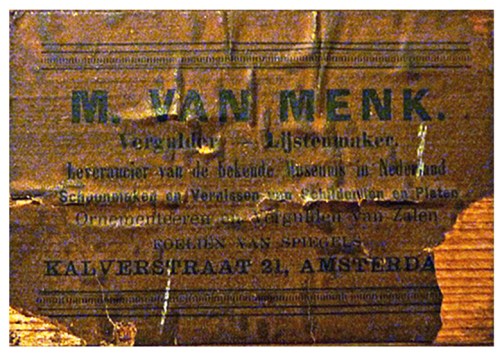 M. VAN MENK.
Vergulder — Lijstenmaker.
Leverancier van de bekende Museums in Nederland
Schoonmaken en Vernissen van Schilderijen en Platen
Ornementeeren en Vergulden van Zalen
FOELIEN VAN SPIEGELS
KALVERSTRAAT 21, AMSTERDA